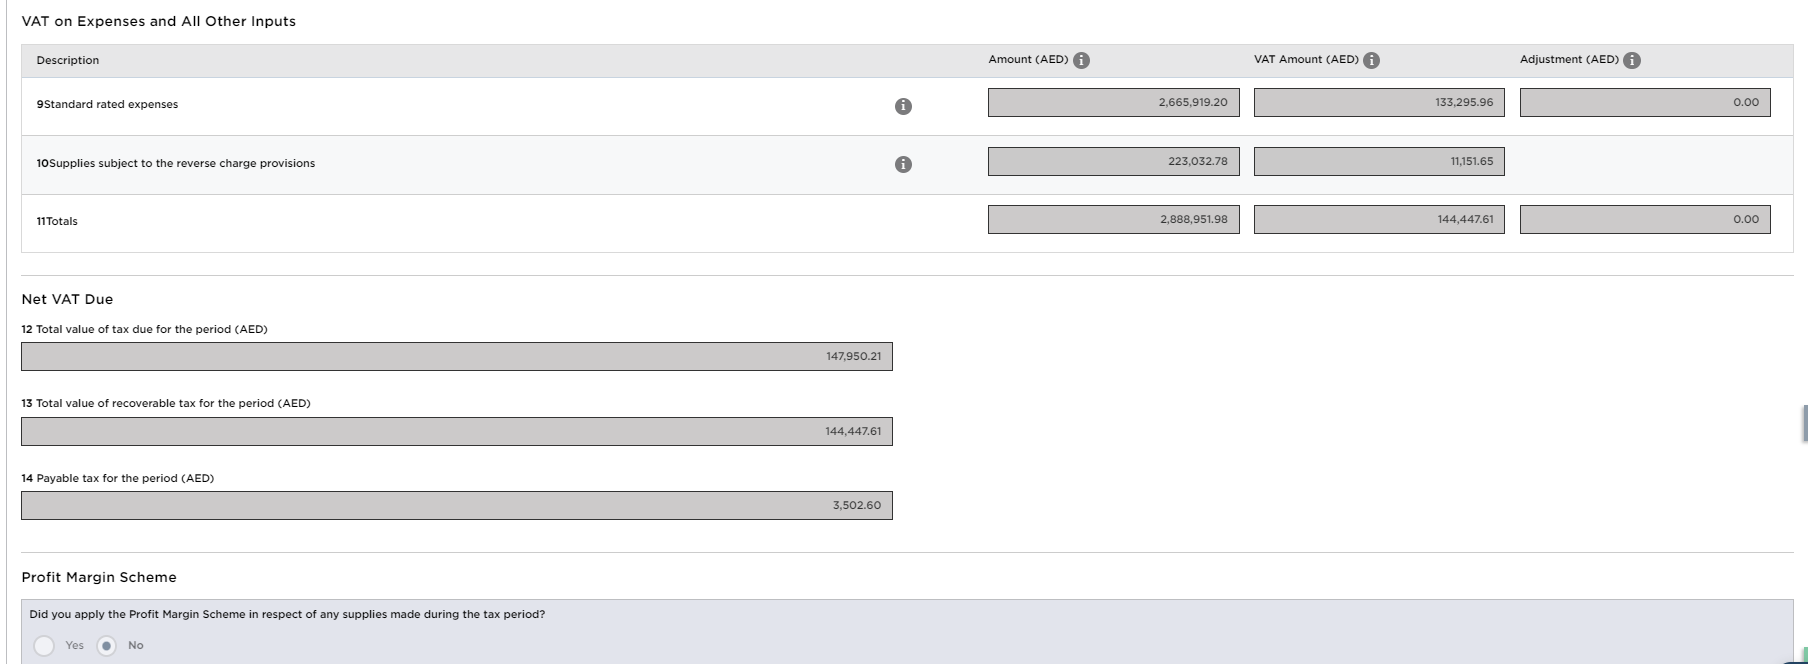 VAT on Expenses and All Other Inputs
Description Amount (AED) i VAT Amount (AED) i Adjustment (AED) i
9Standard rated expenses i 2,665,919.20 133,295.96 0.00
10Supplies subject to the reverse charge provisions i 223,032.78 11,151.65
11Totals 2,888,951.98 144,447.61 0.00
Net VAT Due
12 Total value of tax due for the period (AED)
147,950.21
13 Total value of recoverable tax for the period (AED)
144,447.61
14 Payable tax for the period (AED)
3,502.60
Profit Margin Scheme
Did you apply the Profit Margin Scheme in respect of any supplies made during the tax period?
Yes No